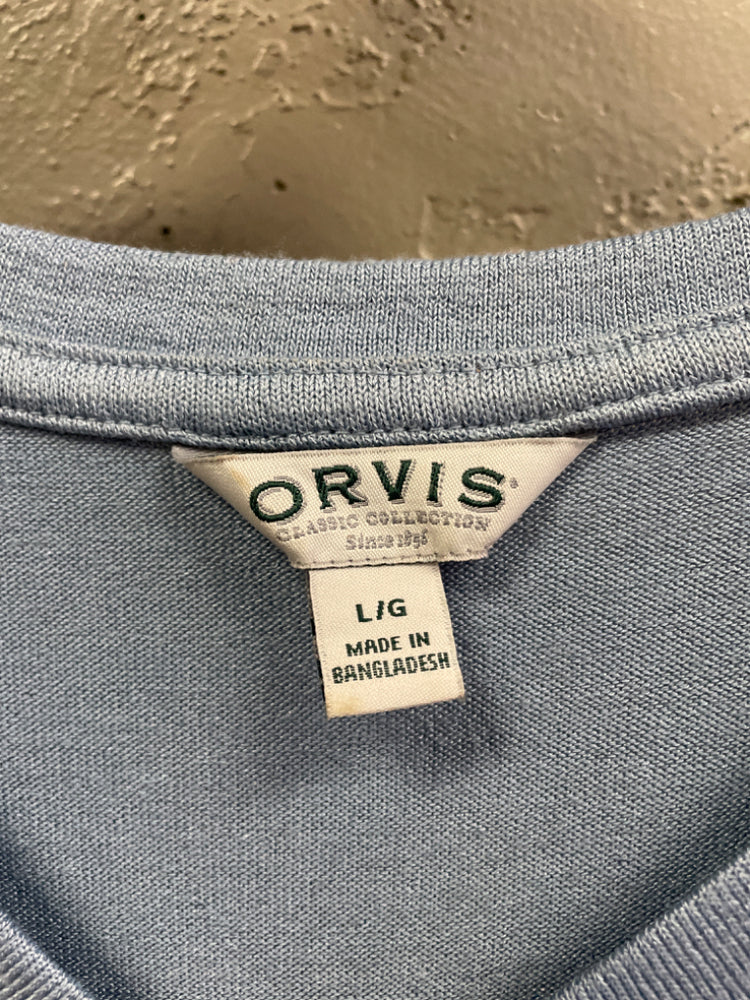 ORVIS
CLASSIC COLLECTION
Since 1856
L/G
MADE IN
BANGLADESH